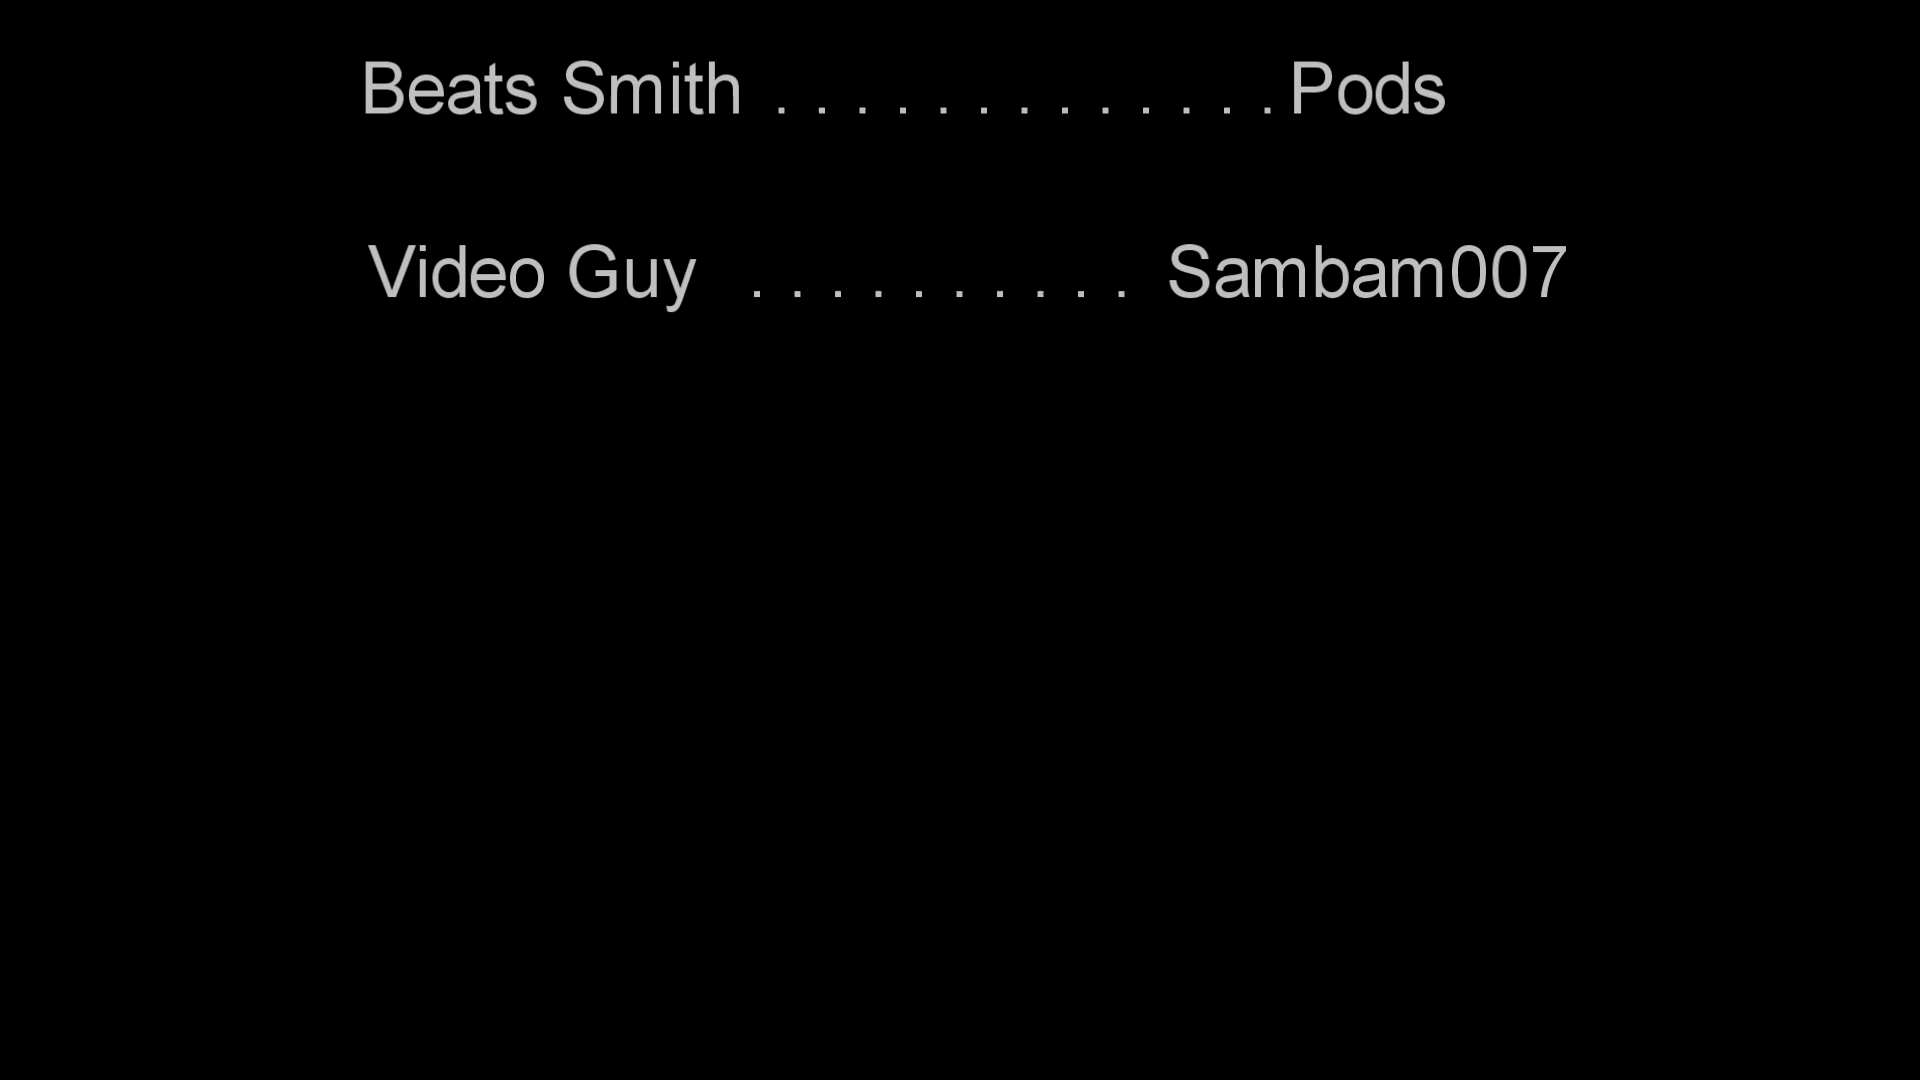 Beats Smith . . . . . . . . . . . . . Pods
Video Guy . . . . . . . . . . Sambam007